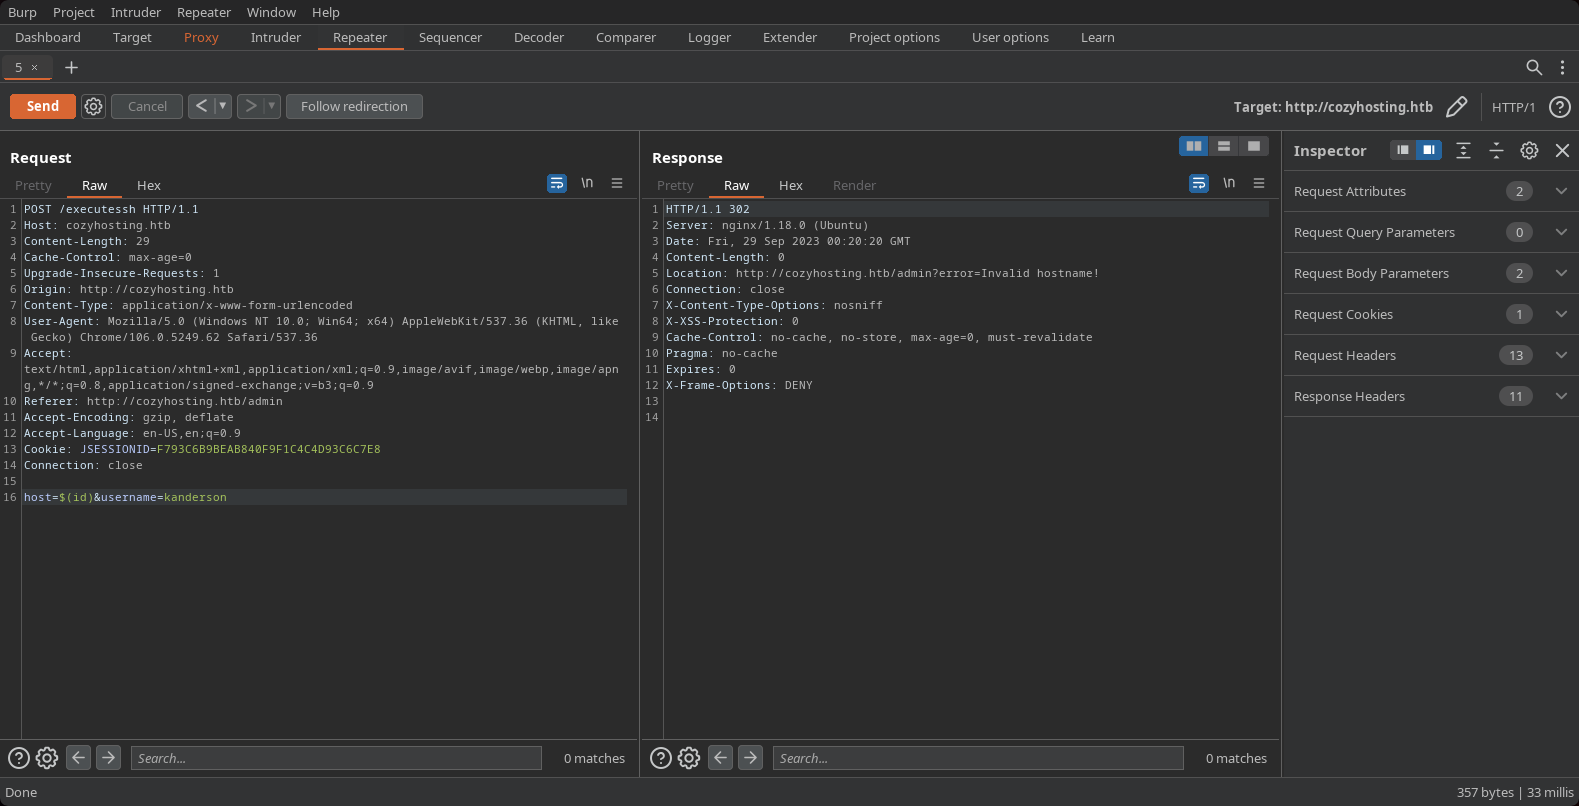 Burp Project Intruder Repeater Window Help
Dashboard Target Proxy Intruder Repeater Sequencer Decoder Comparer Logger Extender Project options User options Learn
5 ×
Send Cancel < > Follow redirection Target: http://cozyhosting.htb HTTP/1 ?
Request
Pretty Raw Hex \n
1 POST /executessh HTTP/1.1
2 Host: cozyhosting.htb
3 Content-Length: 29
4 Cache-Control: max-age=0
5 Upgrade-Insecure-Requests: 1
6 Origin: http://cozyhosting.htb
7 Content-Type: application/x-www-form-urlencoded
8 User-Agent: Mozilla/5.0 (Windows NT 10.0; Win64; x64) AppleWebKit/537.36 (KHTML, like
Gecko) Chrome/106.0.5249.62 Safari/537.36
9 Accept:
text/html,application/xhtml+xml,application/xml;q=0.9,image/avif,image/webp,image/apn
g,*/*;q=0.8,application/signed-exchange;v=b3;q=0.9
10 Referer: http://cozyhosting.htb/admin
11 Accept-Encoding: gzip, deflate
12 Accept-Language: en-US,en;q=0.9
13 Cookie: JSESSIONID=F793C6B9BEAB840F9F1C4C4D93C6C7E8
14 Connection: close
15
16 host=$(id)&username=kanderson
Search...
0 matches
Response
Pretty Raw Hex Render \n
1 HTTP/1.1 302
2 Server: nginx/1.18.0 (Ubuntu)
3 Date: Fri, 29 Sep 2023 00:20:20 GMT
4 Content-Length: 0
5 Location: http://cozyhosting.htb/admin?error=Invalid hostname!
6 Connection: close
7 X-Content-Type-Options: nosniff
8 X-XSS-Protection: 0
9 Cache-Control: no-cache, no-store, max-age=0, must-revalidate
10 Pragma: no-cache
11 Expires: 0
12 X-Frame-Options: DENY
13
14
Search...
0 matches
Inspector
Request Attributes 2
Request Query Parameters 0
Request Body Parameters 2
Request Cookies 1
Request Headers 13
Response Headers 11
Done
357 bytes | 33 millis